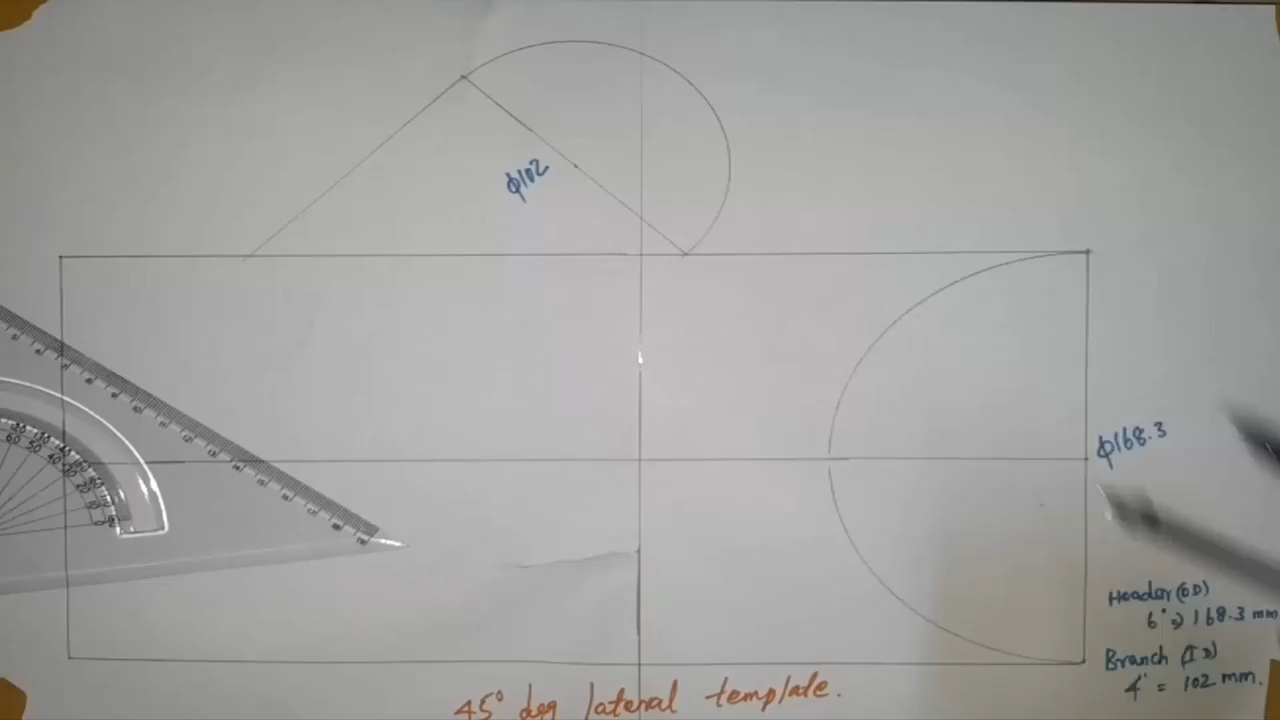 ϕ102
ϕ168.3
Header (OD)
6" ⇒ 168.3 mm
Branch (ID)
4" = 102 mm.
45° deg lateral template.